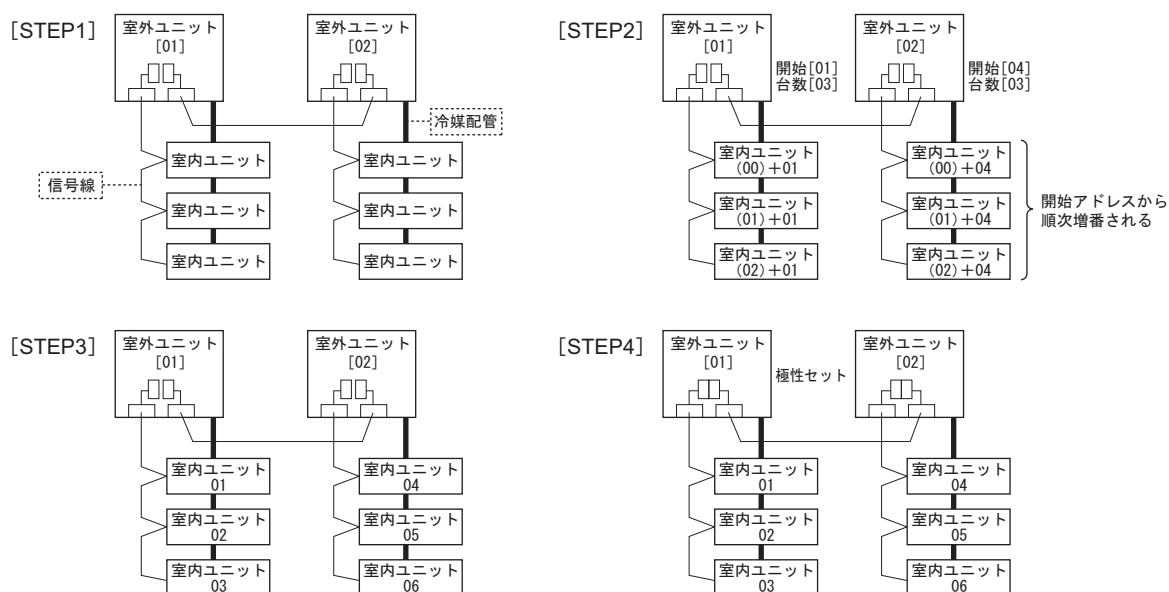 [STEP1]
室外ユニット
[01]
室外ユニット
[02]
冷媒配管
信号線
室内ユニット
室内ユニット
室内ユニット
室内ユニット
室内ユニット
室内ユニット
[STEP2]
室外ユニット
[01]
開始[01]
台数[03]
室外ユニット
[02]
開始[04]
台数[03]
室内ユニット
(00)+01
室内ユニット
(01)+01
室内ユニット
(02)+01
室内ユニット
(00)+04
室内ユニット
(01)+04
室内ユニット
(02)+04
開始アドレスから
順次増番される
[STEP3]
室外ユニット
[01]
室外ユニット
[02]
室内ユニット
01
室内ユニット
02
室内ユニット
03
室内ユニット
04
室内ユニット
05
室内ユニット
06
[STEP4]
室外ユニット
[01]
極性セット
室外ユニット
[02]
室内ユニット
01
室内ユニット
02
室内ユニット
03
室内ユニット
04
室内ユニット
05
室内ユニット
06